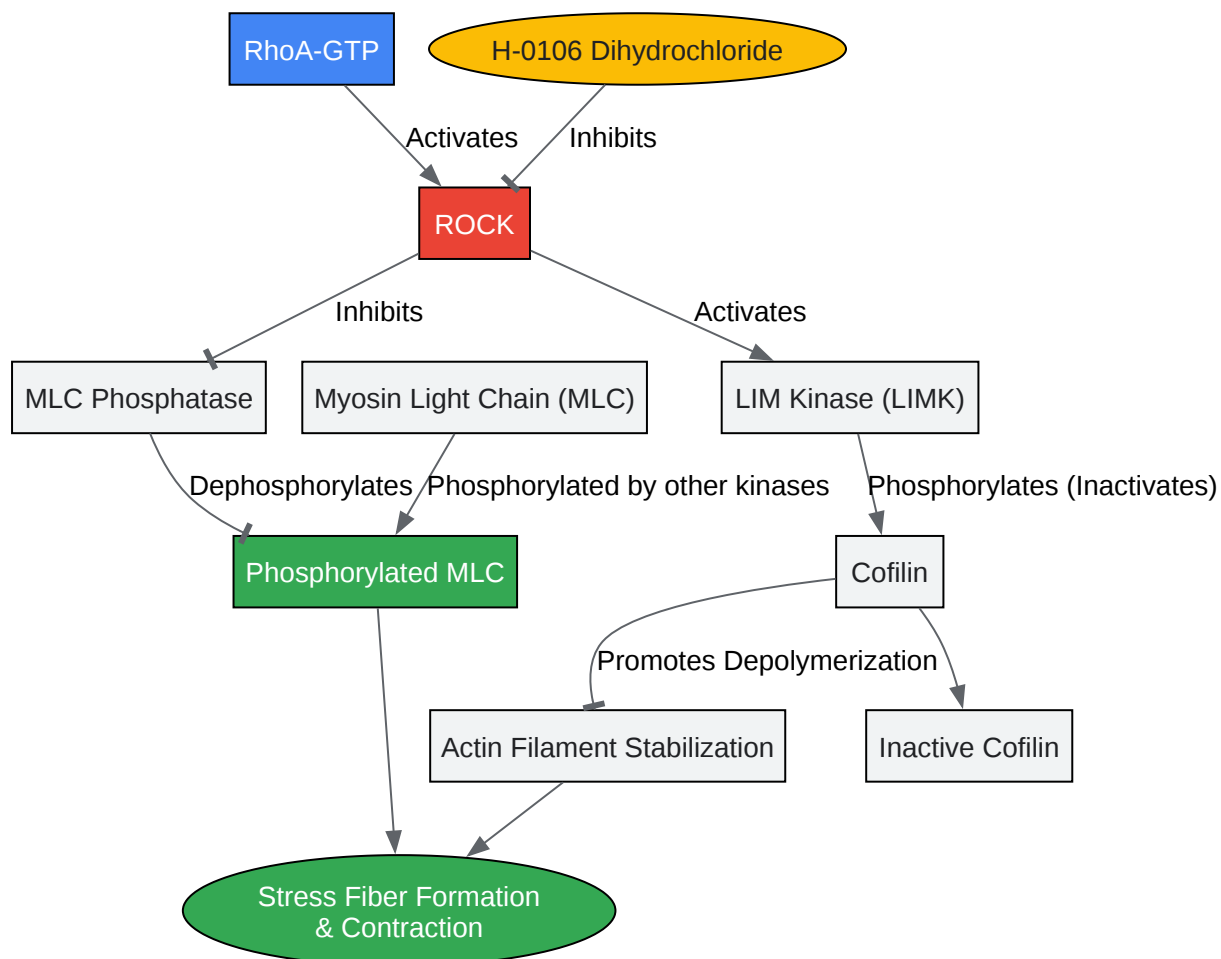 RhoA-GTP
H-0106 Dihydrochloride
Activates
Inhibits
ROCK
Inhibits
Activates
MLC Phosphatase
Myosin Light Chain (MLC)
LIM Kinase (LIMK)
Dephosphorylates
Phosphorylated by other kinases
Phosphorylates (Inactivates)
Phosphorylated MLC
Cofilin
Promotes Depolymerization
Actin Filament Stabilization
Inactive Cofilin
Stress Fiber Formation
& Contraction